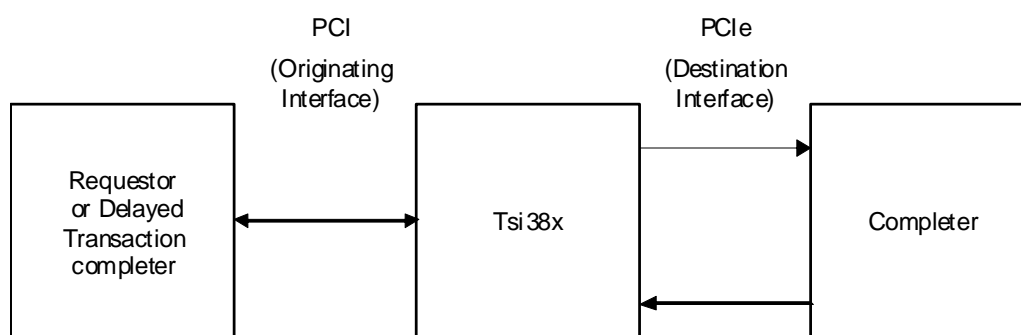 PCI
(Originating
Interface)
PCIe
(Destination
Interface)
Requestor
or Delayed
Transaction
completer
Tsi38x
Completer